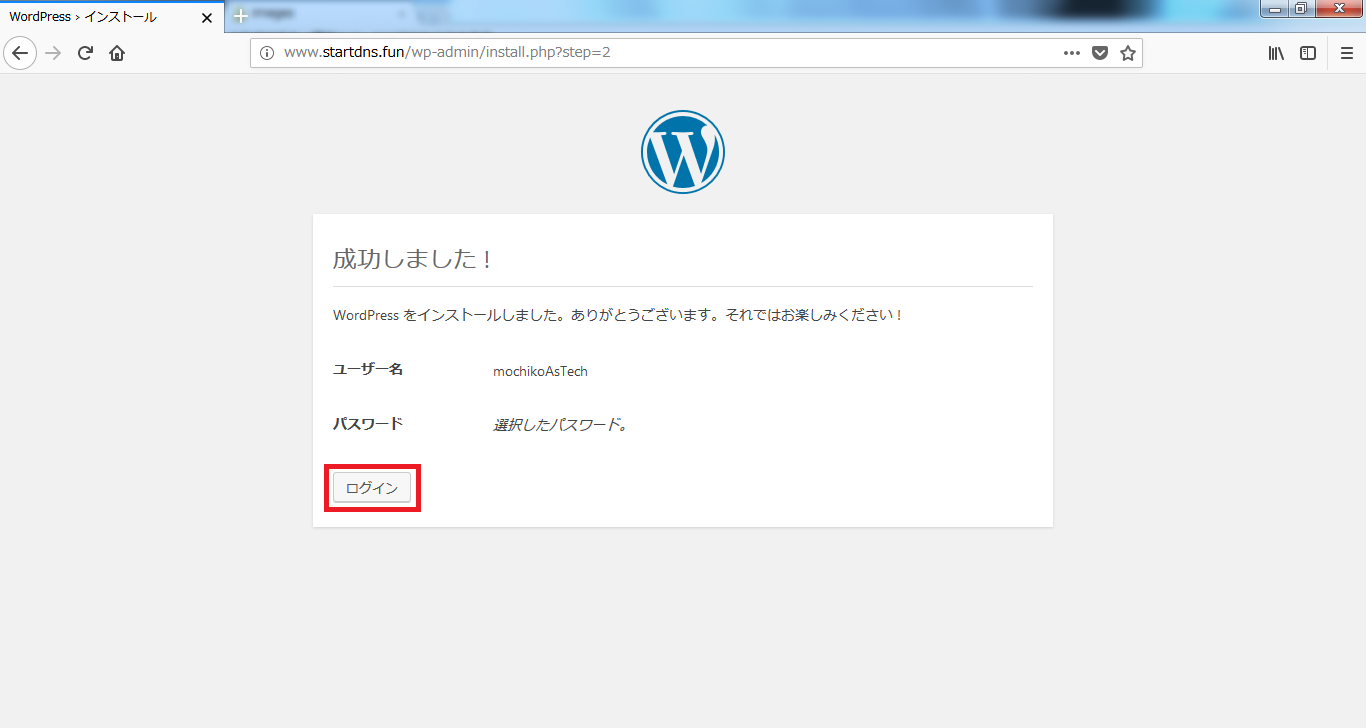 WordPress › インストール
www.startdns.fun/wp-admin/install.php?step=2
成功しました !
WordPress をインストールしました。ありがとうございます。それではお楽しみください !
ユーザー名 mochikoAsTech
パスワード 選択したパスワード。
ログイン